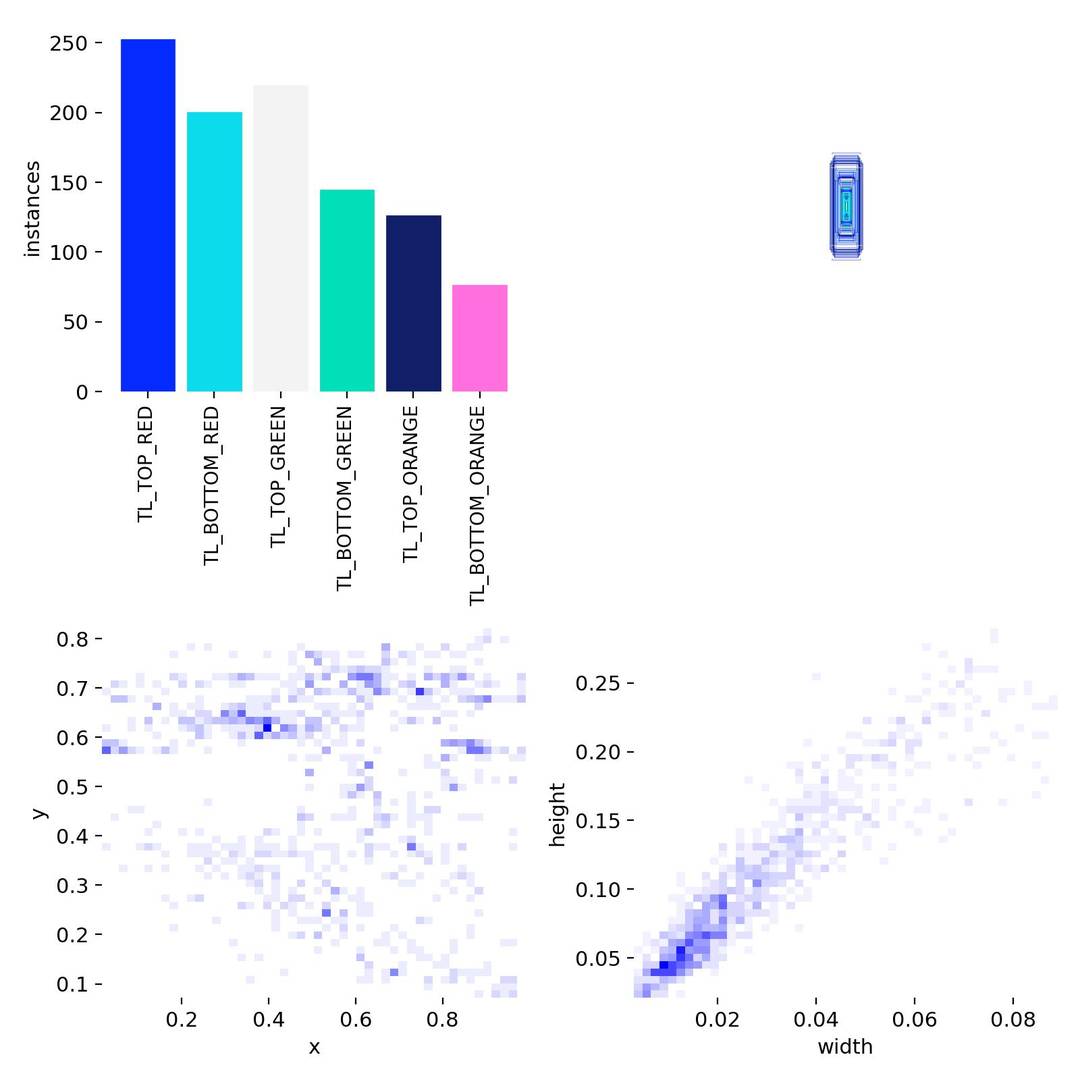 250
200
150
100
50
0
instances
TL_TOP_RED
TL_BOTTOM_RED
TL_TOP_GREEN
TL_BOTTOM_GREEN
TL_TOP_ORANGE
TL_BOTTOM_ORANGE
0.8
0.7
0.6
0.5
0.4
0.3
0.2
0.1
y
0.2
0.4
0.6
0.8
x
0.25
0.20
0.15
0.10
0.05
height
0.02
0.04
0.06
0.08
width